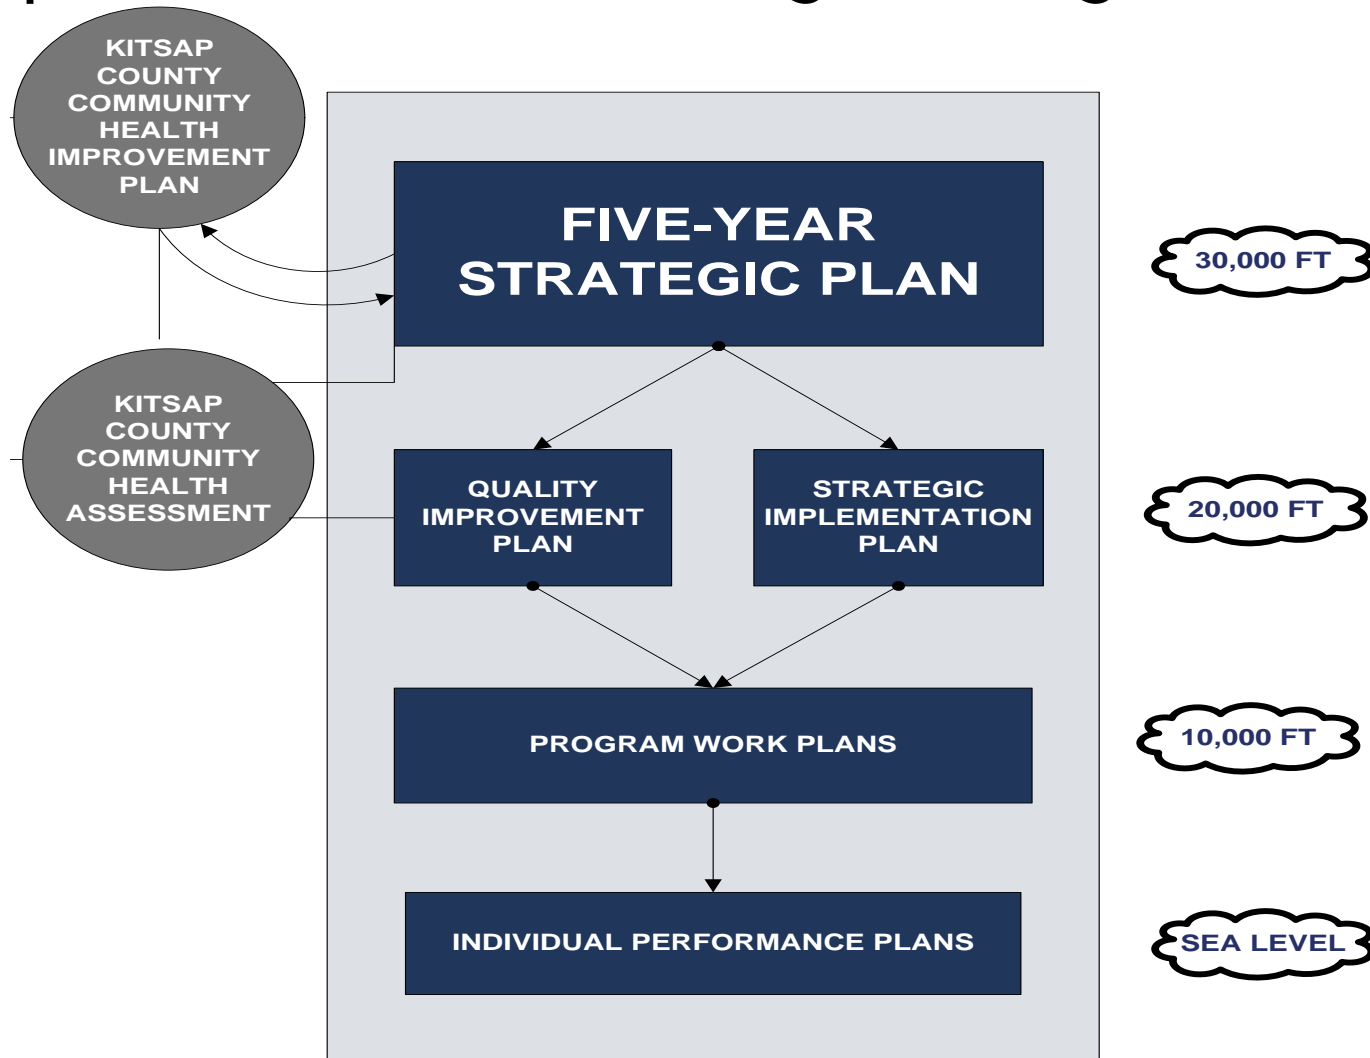 KITSAP
COUNTY
COMMUNITY
HEALTH
IMPROVEMENT
PLAN
FIVE-YEAR
STRATEGIC PLAN
30,000 FT
KITSAP
COUNTY
COMMUNITY
HEALTH
ASSESSMENT
QUALITY
IMPROVEMENT
PLAN
STRATEGIC
IMPLEMENTATION
PLAN
20,000 FT
PROGRAM WORK PLANS
10,000 FT
INDIVIDUAL PERFORMANCE PLANS
SEA LEVEL